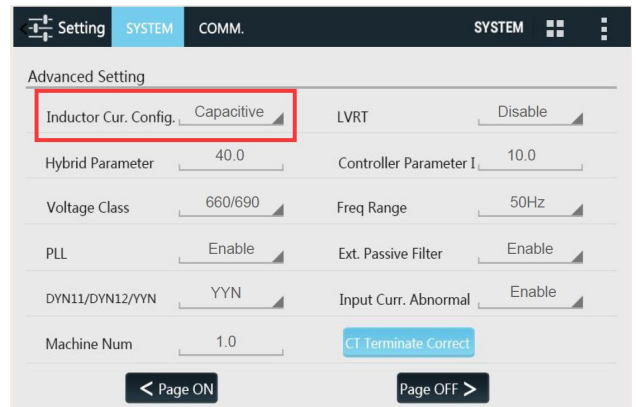 Setting SYSTEM COMM. SYSTEM
Advanced Setting
Inductor Cur. Config. Capacitive LVRT Disable
Hybrid Parameter 40.0 Controller Parameter I 10.0
Voltage Class 660/690 Freq Range 50Hz
PLL Enable Ext. Passive Filter Enable
DYN11/DYN12/YYN YYN Input Curr. Abnormal Enable
Machine Num 1.0 CT Terminate Correct
< Page ON Page OFF >